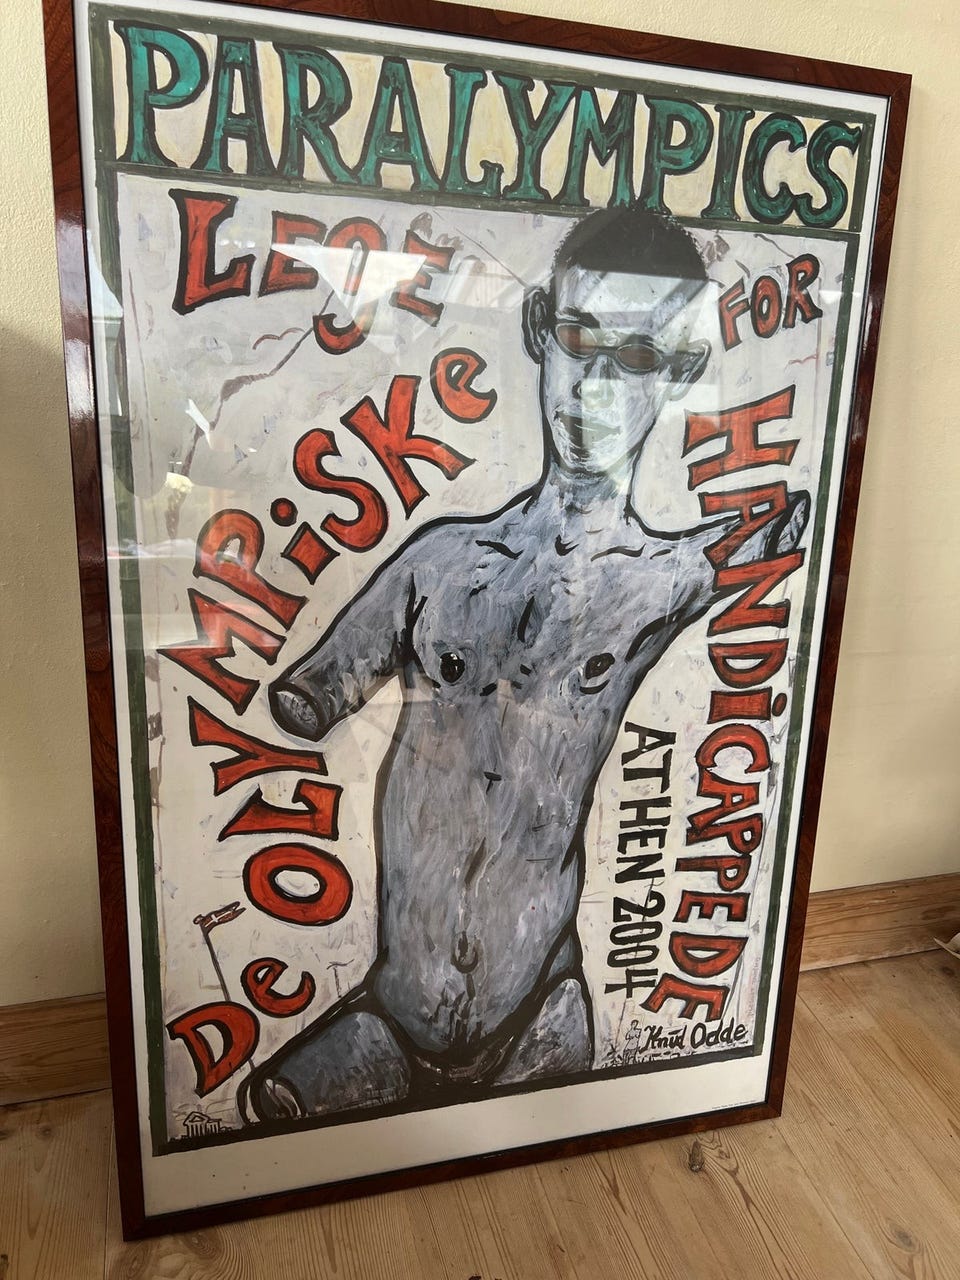 PARALYMPICS
De OLYMPiSKe
LEGE
FOR
HANDiCAPPEDE
ATHEN 2004
Knud Odde